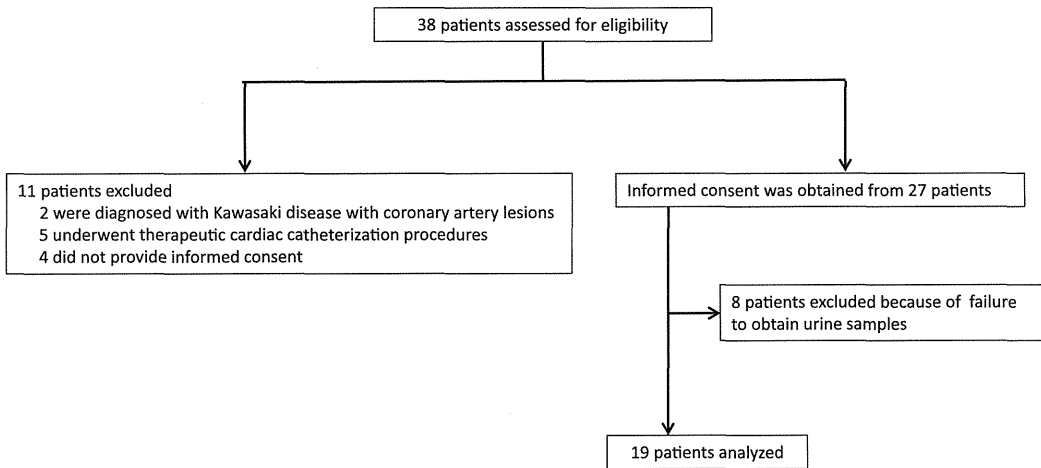 38 patients assessed for eligibility
11 patients excluded
2 were diagnosed with Kawasaki disease with coronary artery lesions
5 underwent therapeutic cardiac catheterization procedures
4 did not provide informed consent
Informed consent was obtained from 27 patients
8 patients excluded because of failure
to obtain urine samples
19 patients analyzed